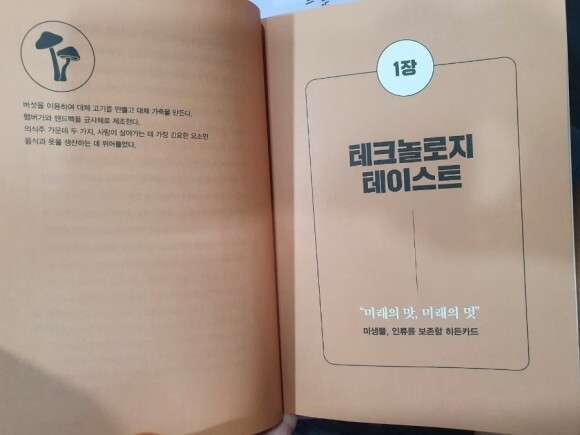 버섯을 이용하여 대체 고기를 만들고 대체 가죽을 만든다.
햄버거와 핸드백을 균사체로 제조한다.
의식주 가운데 두 가지, 사람이 살아가는 데 가장 긴요한 요소인
음식과 옷을 생산하는 데 뛰어들었다.
1장
테크놀로지
테이스트
“미래의 맛, 미래의 멋”
미생물, 인류를 보존할 히든카드